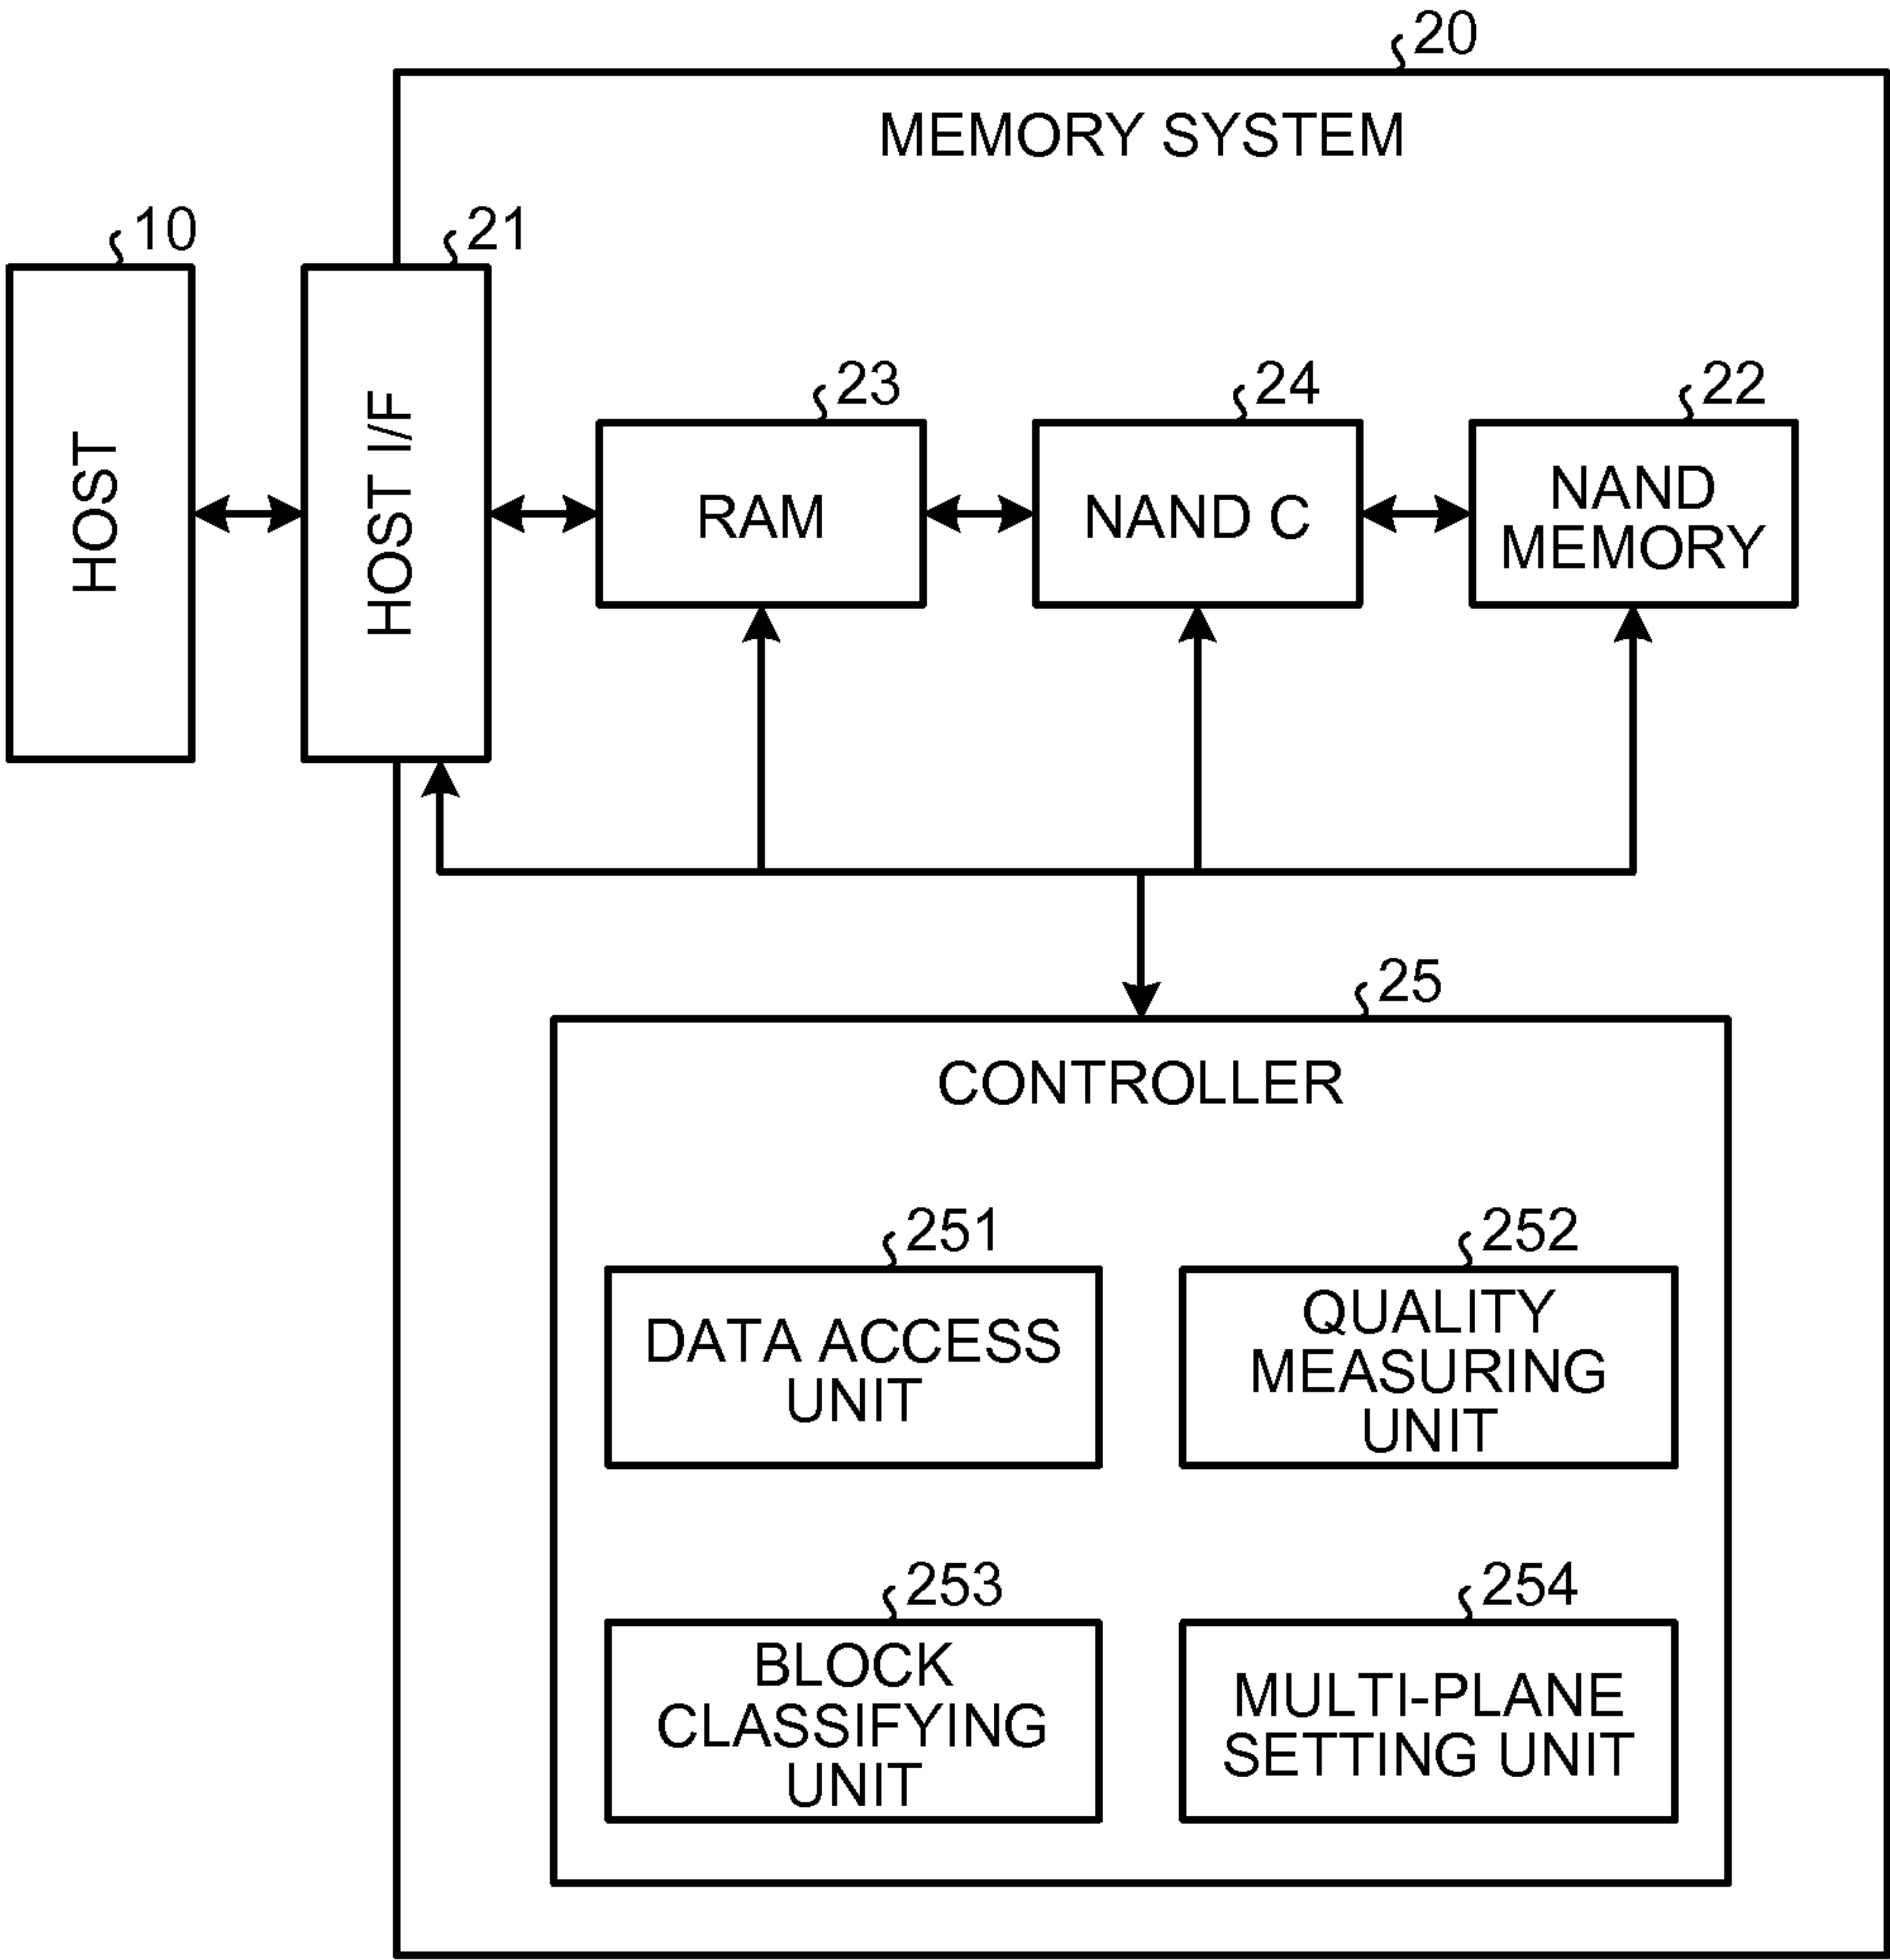 20
MEMORY SYSTEM
10
21
HOST
HOST I/F
23
24
22
RAM
NAND C
NAND
MEMORY
25
CONTROLLER
251
252
DATA ACCESS
UNIT
QUALITY
MEASURING
UNIT
253
254
BLOCK
CLASSIFYING
UNIT
MULTI-PLANE
SETTING UNIT